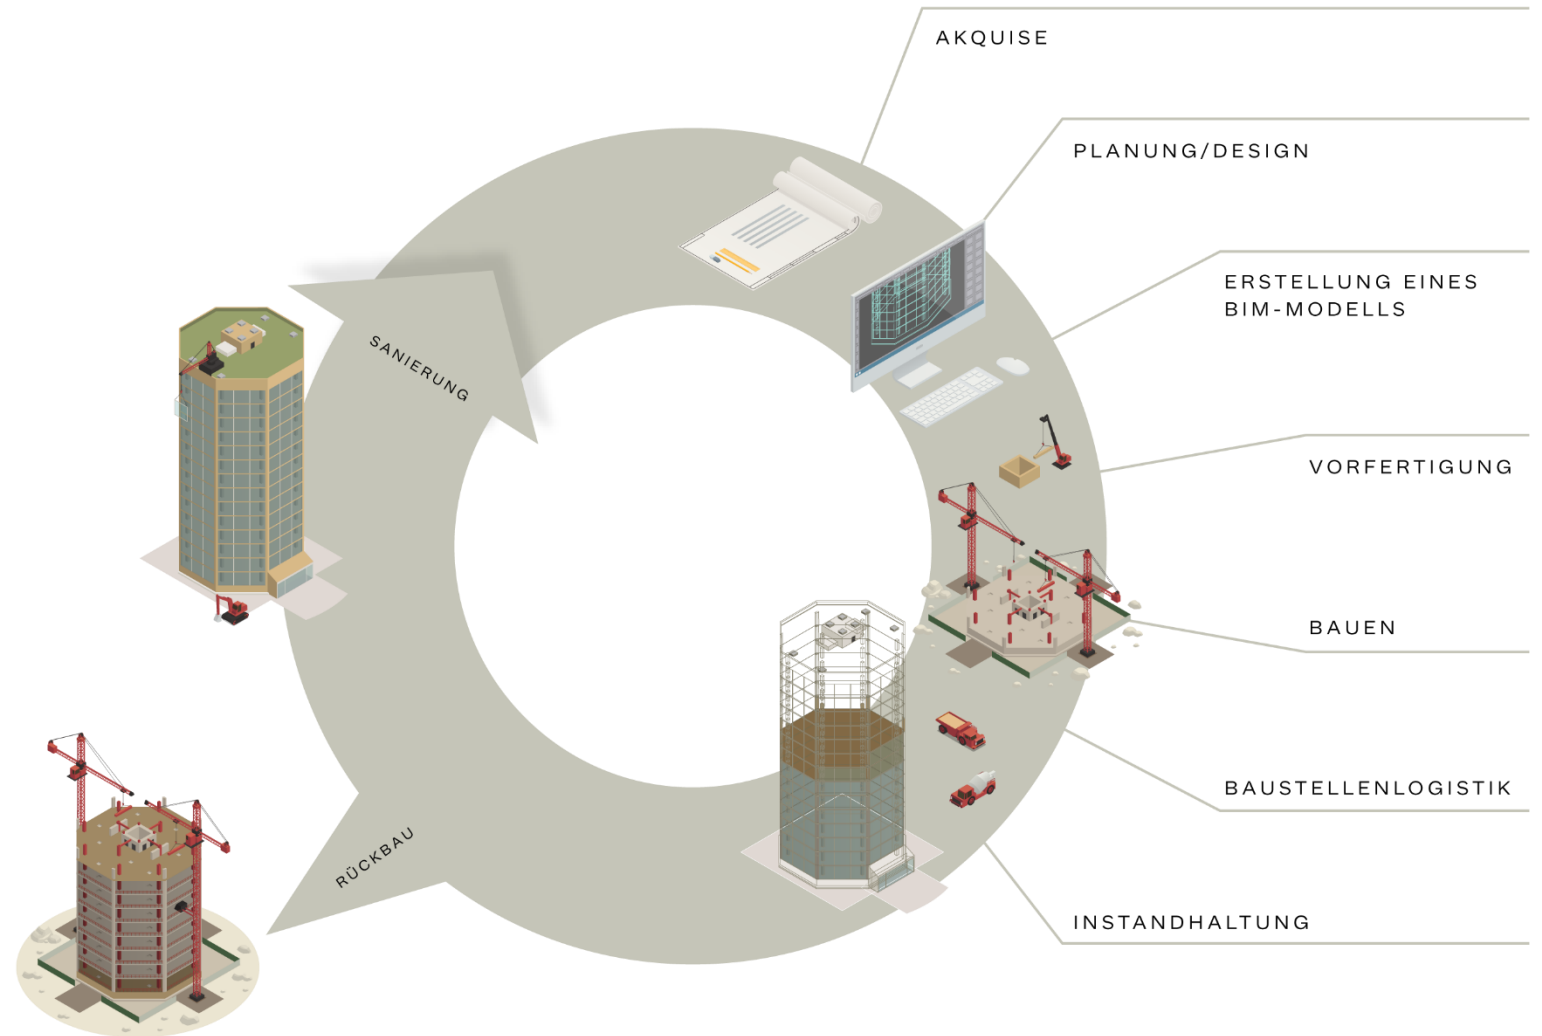 AKQUISE
PLANUNG/DESIGN
ERSTELLUNG EINES
BIM-MODELLS
VORFERTIGUNG
BAUEN
BAUSTELLENLOGISTIK
INSTANDHALTUNG
RÜCKBAU
SANIERUNG